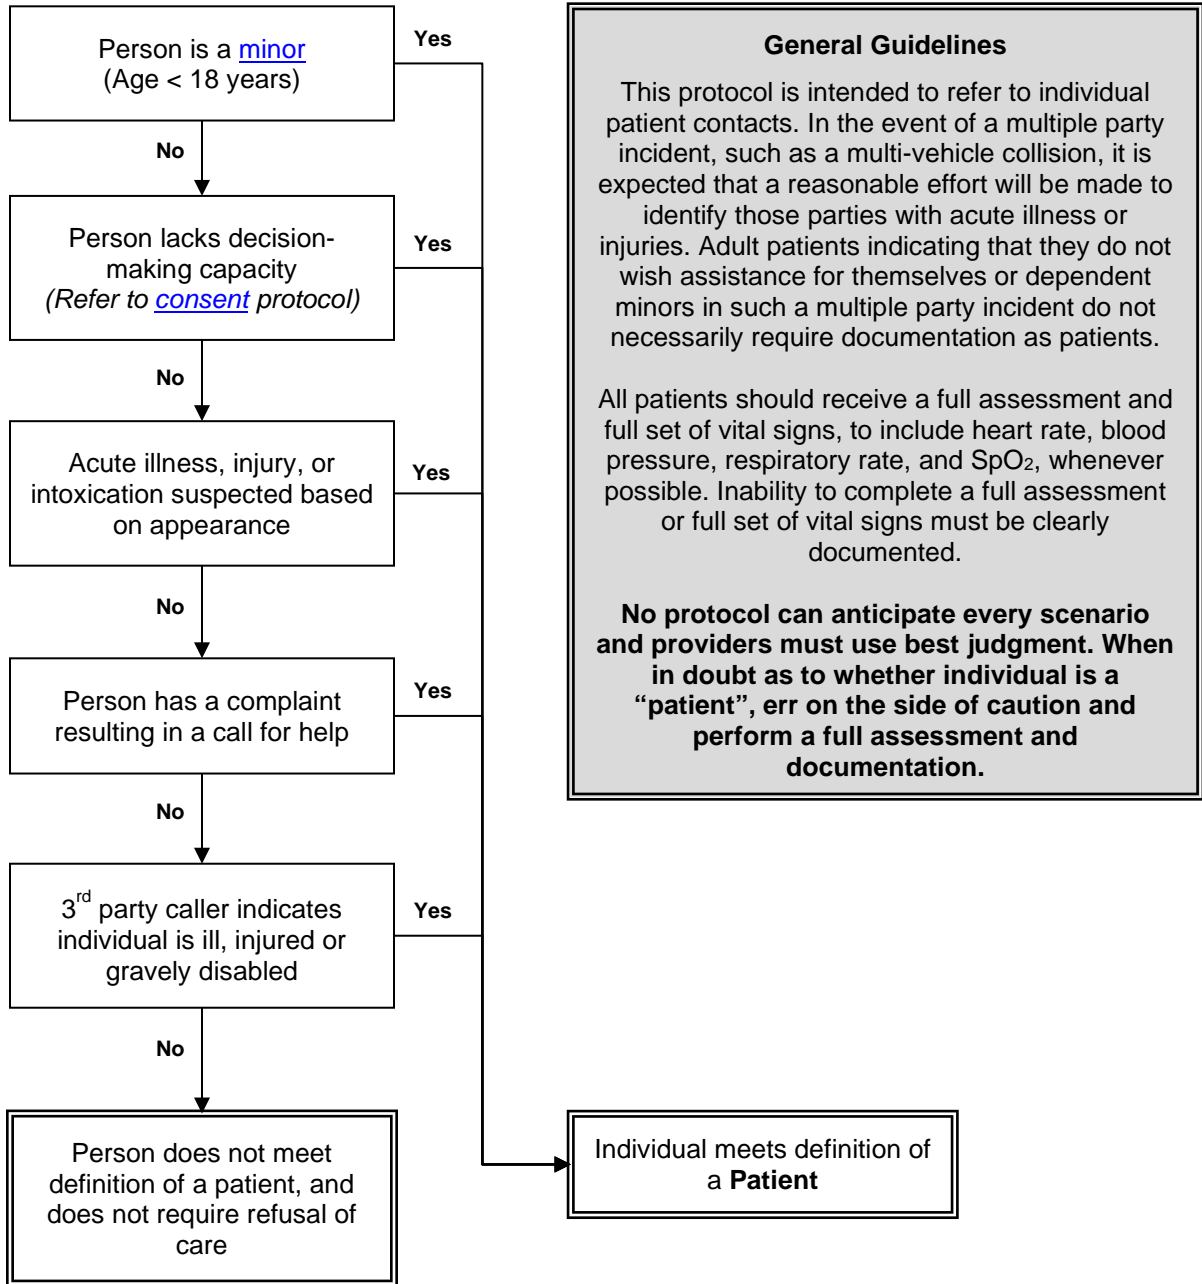 Person is a minor
(Age < 18 years)
Yes
No
Person lacks decision-
making capacity
(Refer to consent protocol)
Yes
No
Acute illness, injury, or
intoxication suspected based
on appearance
Yes
No
Person has a complaint
resulting in a call for help
Yes
No
3rd party caller indicates
individual is ill, injured or
gravely disabled
Yes
No
Person does not meet
definition of a patient, and
does not require refusal of
care
Individual meets definition of
a Patient
General Guidelines
This protocol is intended to refer to individual
patient contacts. In the event of a multiple party
incident, such as a multi-vehicle collision, it is
expected that a reasonable effort will be made to
identify those parties with acute illness or
injuries. Adult patients indicating that they do not
wish assistance for themselves or dependent
minors in such a multiple party incident do not
necessarily require documentation as patients.
All patients should receive a full assessment and
full set of vital signs, to include heart rate, blood
pressure, respiratory rate, and SpO2, whenever
possible. Inability to complete a full assessment
or full set of vital signs must be clearly
documented.
No protocol can anticipate every scenario
and providers must use best judgment. When
in doubt as to whether individual is a
“patient”, err on the side of caution and
perform a full assessment and
documentation.